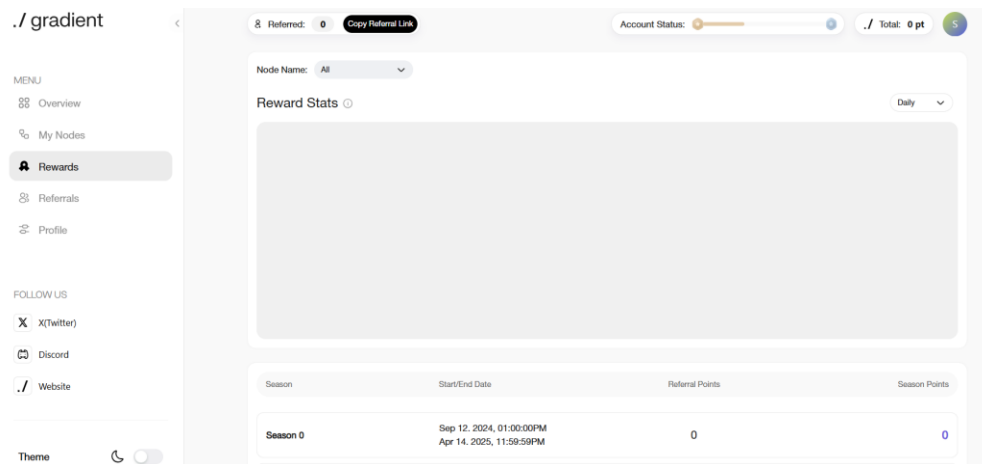 ./ gradient
MENU
Overview
My Nodes
Rewards
Referrals
Profile
FOLLOW US
X(Twitter)
Discord
./ Website
Theme
Referred: 0 Copy Referral Link
Account Status:
./ Total: 0 pt
S
Node Name: All
Reward Stats
Daily
Season Start/End Date Referral Points Season Points
Season 0
Sep 12. 2024, 01:00:00PM
Apr 14. 2025, 11:59:59PM
0
0